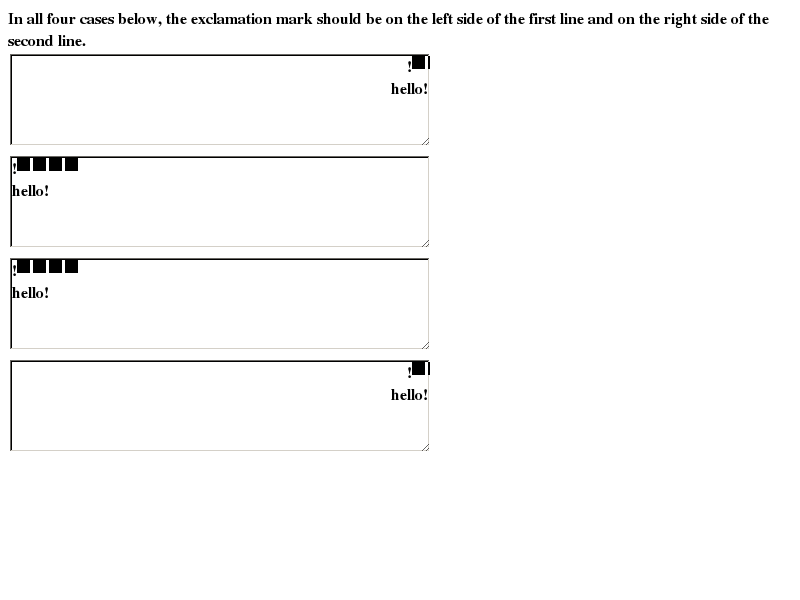 In all four cases below, the exclamation mark should be on the left side of the first line and on the right side of the
second line.
!
hello!
!
hello!
!
hello!
!
hello!